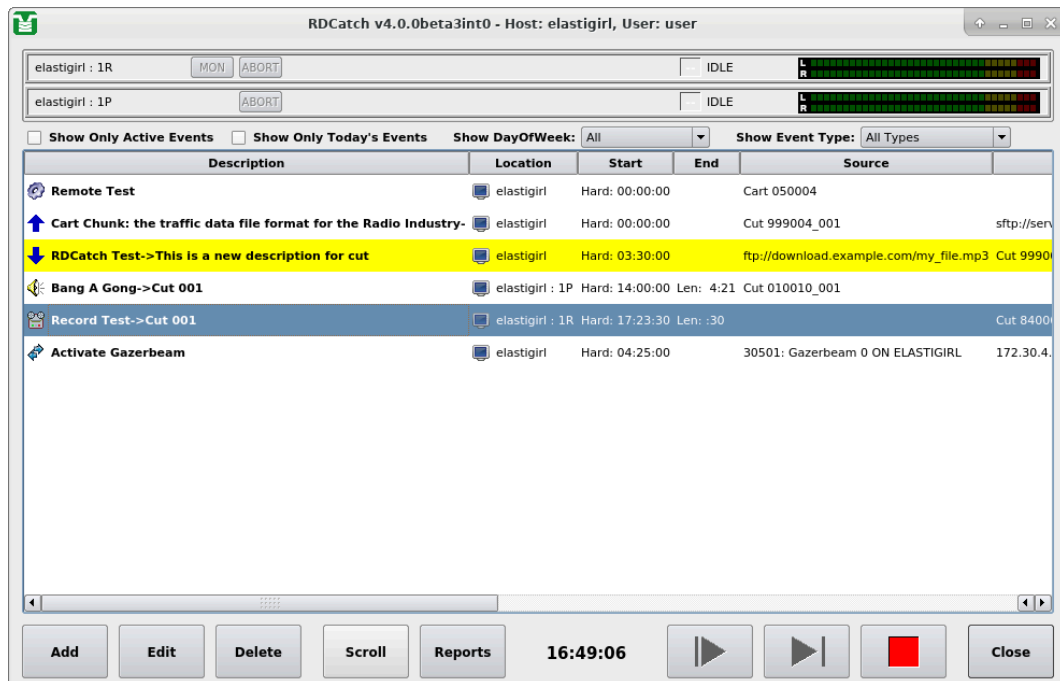 RDCatch v4.0.0beta3int0 - Host: elastigirl, User: user
elastigirl : 1R MON ABORT -- IDLE L R
elastigirl : 1P ABORT -- IDLE L R
Show Only Active Events Show Only Today's Events Show DayOfWeek: All Show Event Type: All Types
Description Location Start End Source
Remote Test elastigirl Hard: 00:00:00 Cart 050004
Cart Chunk: the traffic data file format for the Radio Industry- elastigirl Hard: 00:00:00 Cut 999004_001 sftp://serv
RDCatch Test->This is a new description for cut elastigirl Hard: 03:30:00 ftp://download.example.com/my_file.mp3 Cut 9990
Bang A Gong->Cut 001 elastigirl : 1P Hard: 14:00:00 Len: 4:21 Cut 010010_001
Record Test->Cut 001 elastigirl : 1R Hard: 17:23:30 Len: :30 Cut 8400
Activate Gazerbeam elastigirl Hard: 04:25:00 30501: Gazerbeam 0 ON ELASTIGIRL 172.30.4.
Add Edit Delete Scroll Reports 16:49:06 Close